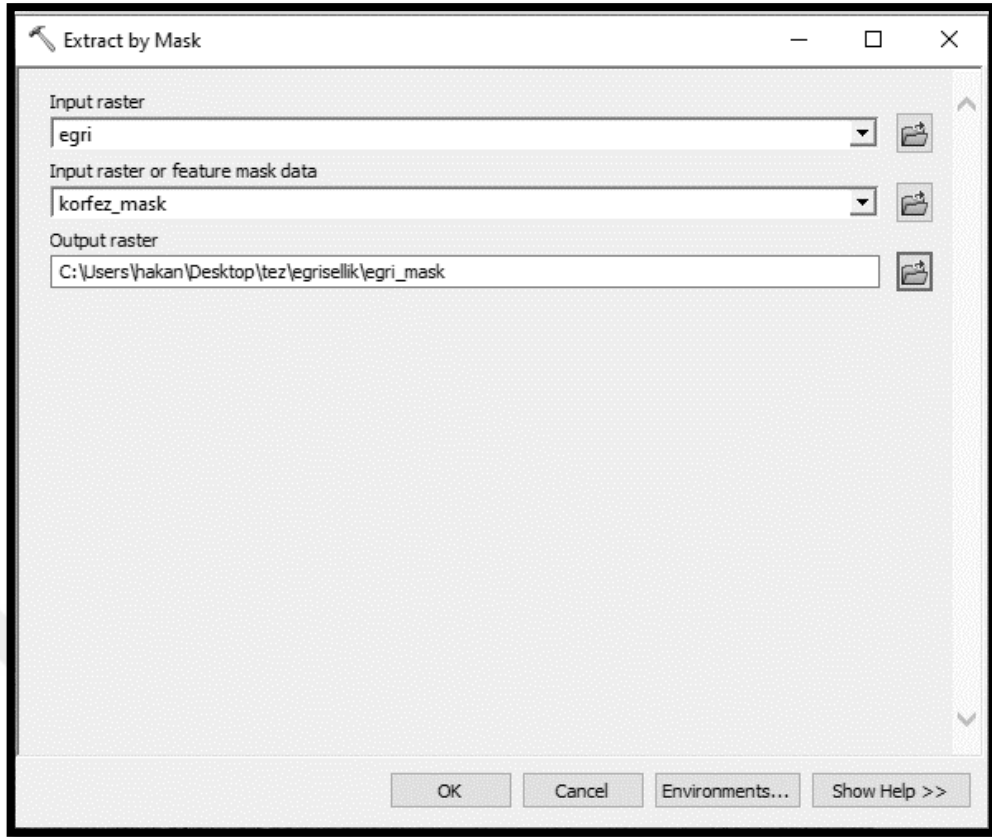 Extract by Mask
Input raster
egri
Input raster or feature mask data
korfez_mask
Output raster
C:\Users\hakan\Desktop\tez\egrisellik\egri_mask
OK Cancel Environments... Show Help >>